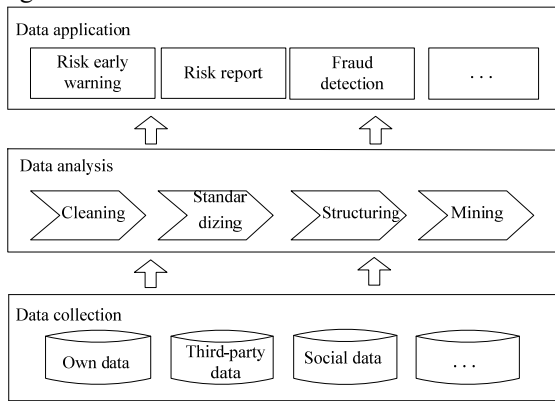 Data application
Risk early
warning
Risk report
Fraud
detection
...
Data analysis
Cleaning
Standar
dizing
Structuring
Mining
Data collection
Own data
Third-party
data
Social data
...